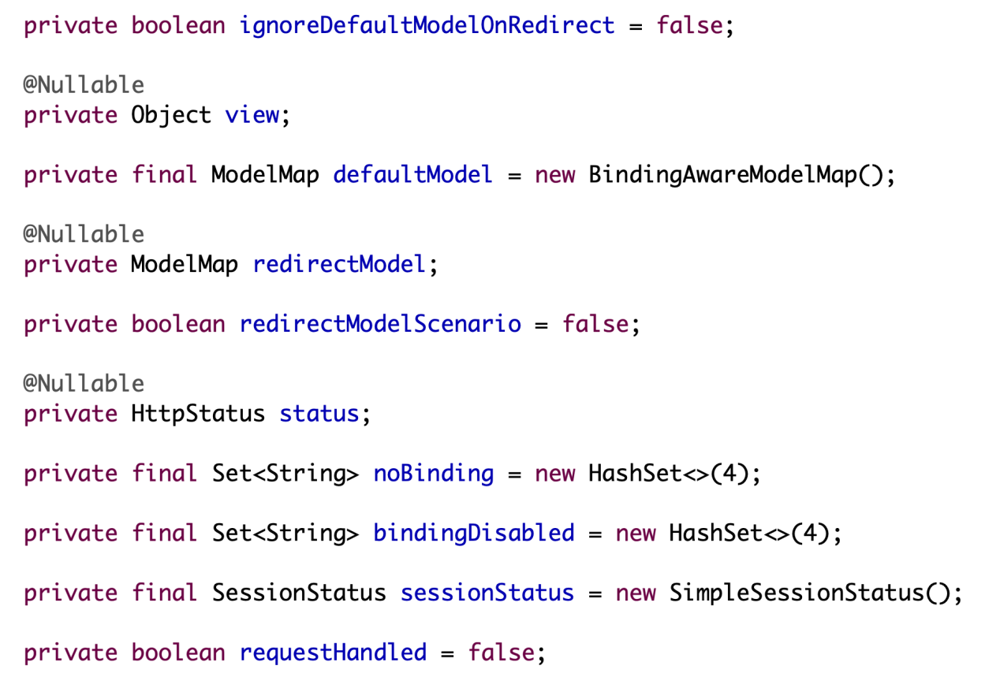 private boolean ignoreDefaultModelOnRedirect = false;
@Nullable
private Object view;
private final ModelMap defaultModel = new BindingAwareModelMap();
@Nullable
private ModelMap redirectModel;
private boolean redirectModelScenario = false;
@Nullable
private HttpStatus status;
private final Set<String> noBinding = new HashSet<>(4);
private final Set<String> bindingDisabled = new HashSet<>(4);
private final SessionStatus sessionStatus = new SimpleSessionStatus();
private boolean requestHandled = false;